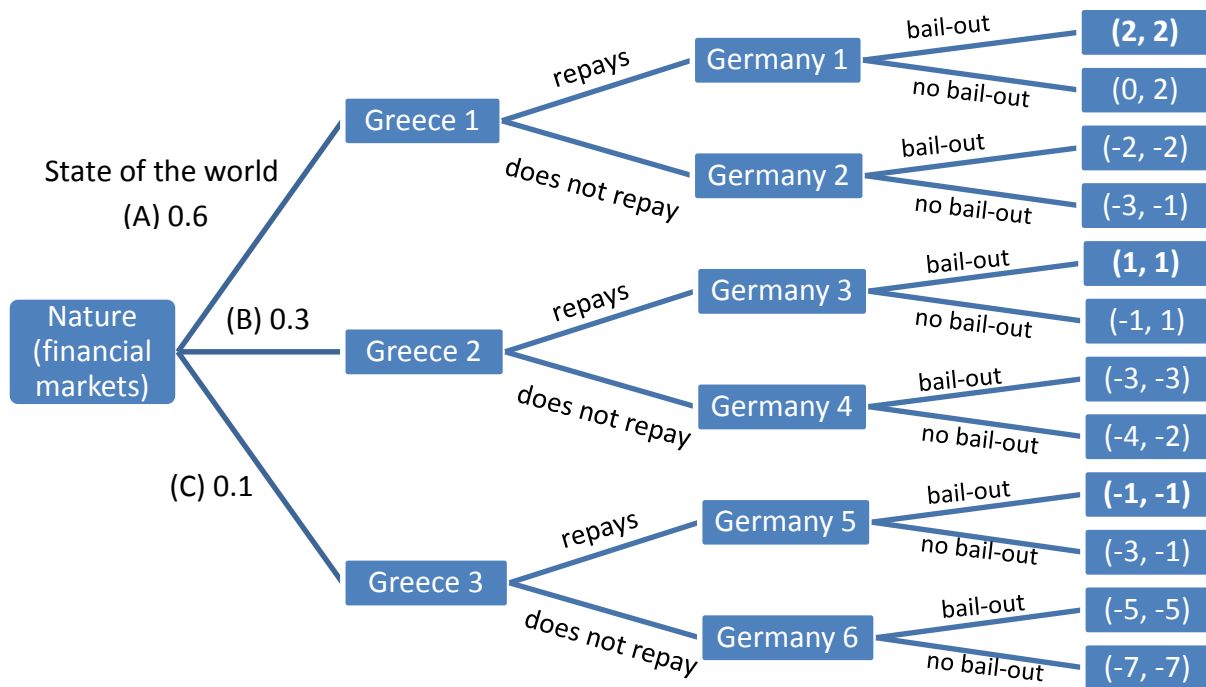 bail-out
(2, 2)
repays
Germany 1
no bail-out
(0, 2)
Greece 1
bail-out
(-2, -2)
State of the world
(A) 0.6
does not repay
Germany 2
no bail-out
(-3, -1)
bail-out
(1, 1)
repays
Germany 3
no bail-out
(-1, 1)
Nature
(financial
markets)
(B) 0.3
Greece 2
bail-out
(-3, -3)
does not repay
Germany 4
no bail-out
(-4, -2)
(C) 0.1
bail-out
(-1, -1)
repays
Germany 5
no bail-out
(-3, -1)
Greece 3
bail-out
(-5, -5)
does not repay
Germany 6
no bail-out
(-7, -7)